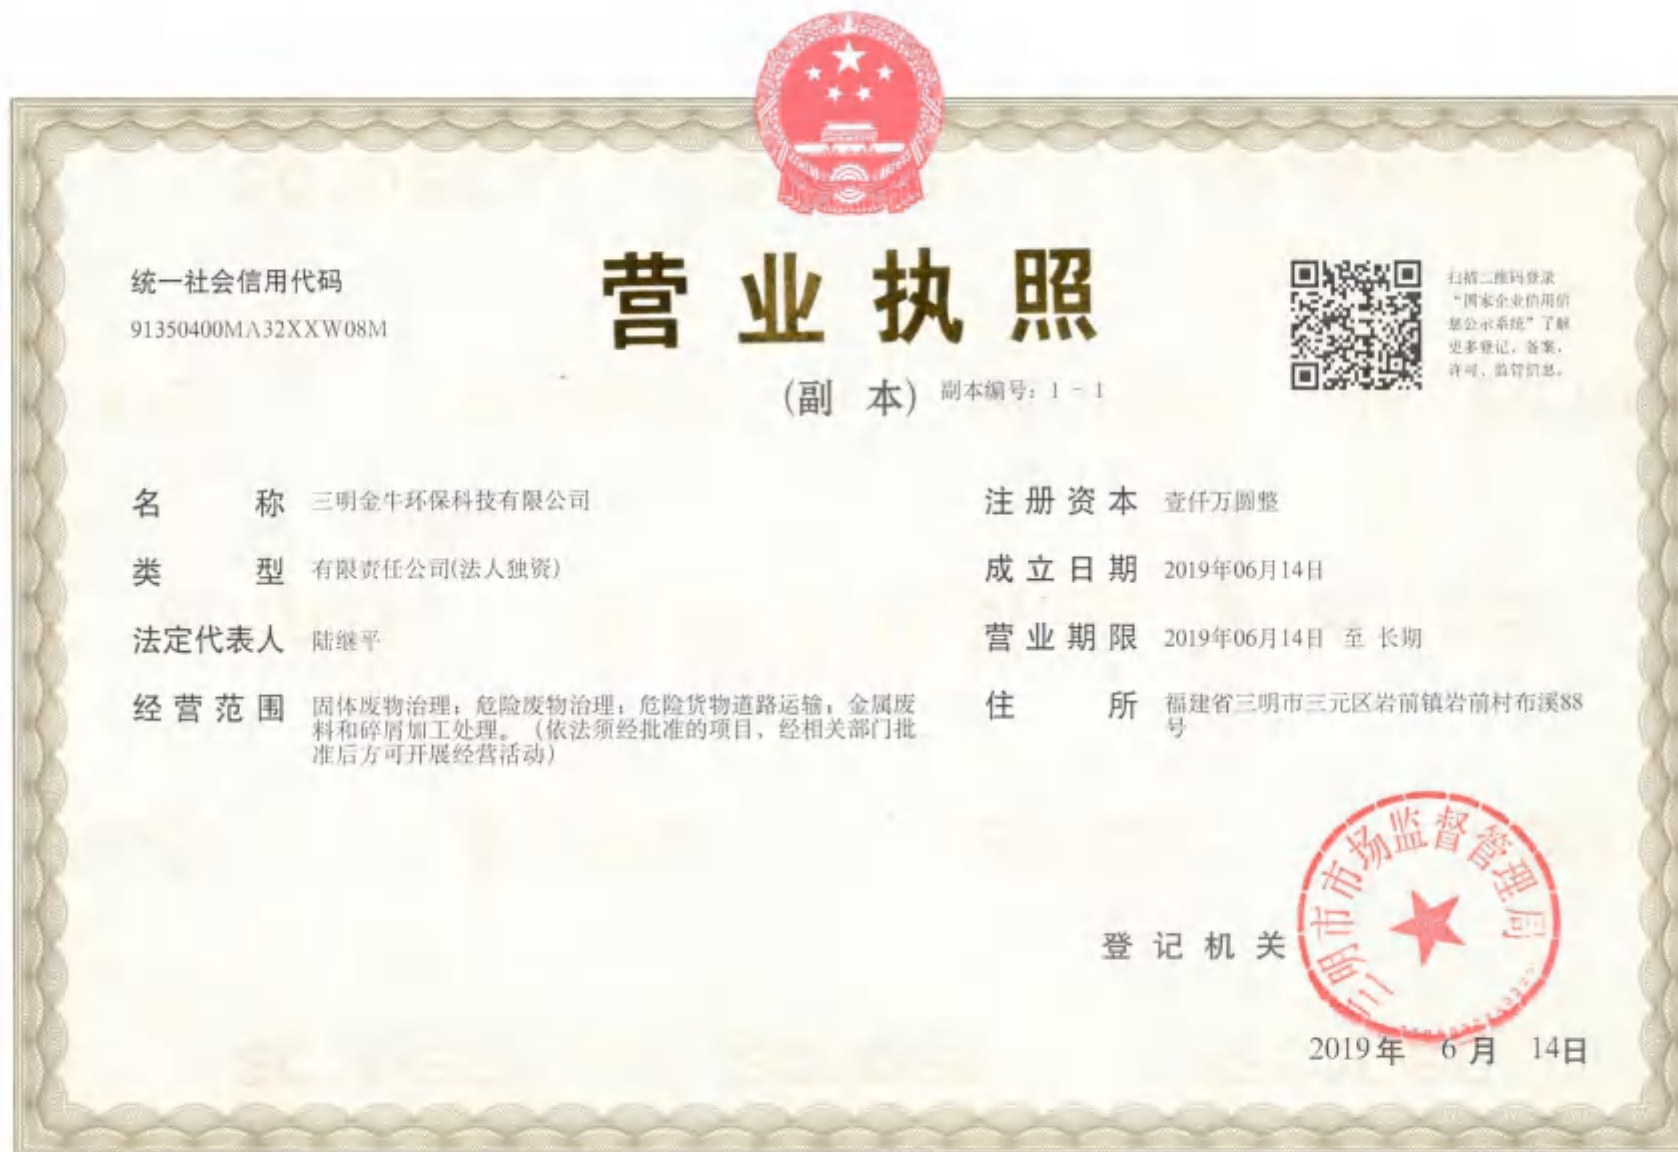 统一社会信用代码
91350400MA32XXW08M
营业执照
(副 本) 副本编号：1 - 1
扫描二维码登录
“国家企业信用信
息公示系统”了解
更多登记、备案、
许可、监管信息。
名 称 三明金牛环保科技有限公司
类 型 有限责任公司(法人独资)
法定代表人 陆继平
经营范围 固体废物治理；危险废物治理；危险货物道路运输；金属废
料和碎屑加工处理。（依法须经批准的项目、经相关部门批
准后方可开展经营活动）
注册资本 壹仟万圆整
成立日期 2019年06月14日
营业期限 2019年06月14日 至 长期
住 所 福建省三明市三元区岩前镇岩前村布溪88
号
登记机关
三明市市场监督管理局
2019年 6月 14日